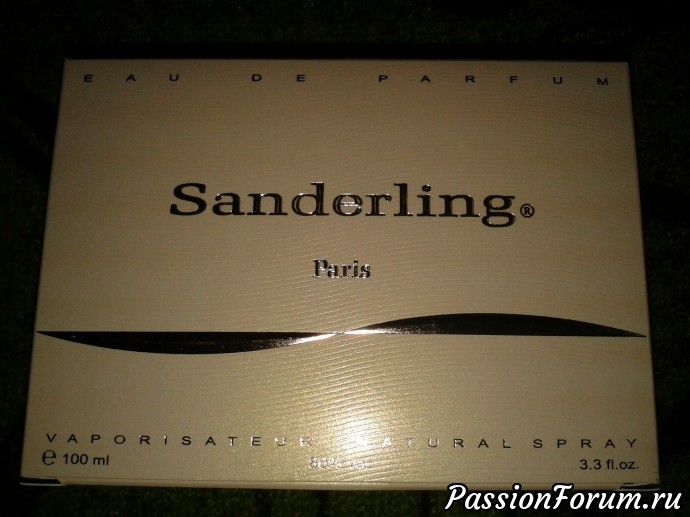 EAU DE PARFUM
Sanderling®
Paris
VAPORISATEUR NATURAL SPRAY
℮ 100 ml 3.3 fl.oz.
PassionForum.ru